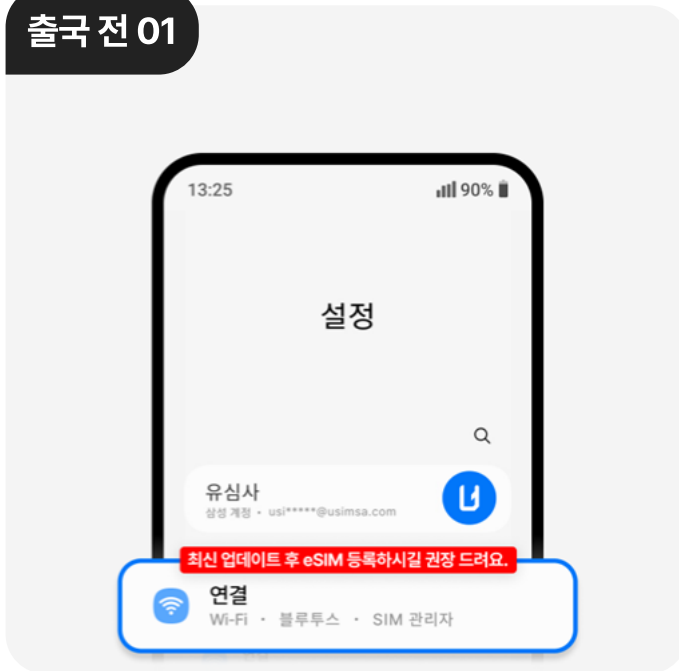 출국 전 01
13:25
90%
설정
유심사
삼성 계정 • usi*****@usimsa.com
최신 업데이트 후 eSIM 등록하시길 권장 드려요.
연결
Wi-Fi • 블루투스 • SIM 관리자